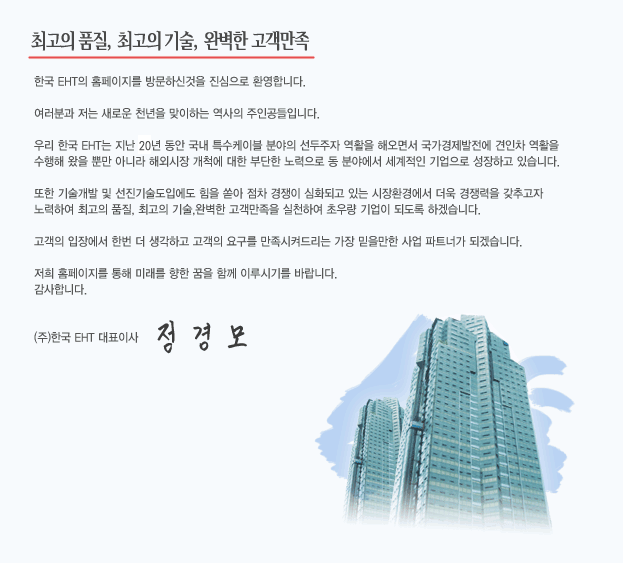 최고의 품질, 최고의 기술, 완벽한 고객만족
한국 EHT의 홈페이지를 방문하신것을 진심으로 환영합니다.
여러분과 저는 새로운 천년을 맞이하는 역사의 주인공들입니다.
우리 한국 EHT는 지난 20년 동안 국내 특수케이블 분야의 선두주자 역활을 해오면서 국가경제발전에 견인차 역활을
수행해 왔을 뿐만 아니라 해외시장 개척에 대한 부단한 노력으로 동 분야에서 세계적인 기업으로 성장하고 있습니다.
또한 기술개발 및 선진기술도입에도 힘을 쏟아 점차 경쟁이 심화되고 있는 시장환경에서 더욱 경쟁력을 갖추고자
노력하여 최고의 품질, 최고의 기술,완벽한 고객만족을 실천하여 초우량 기업이 되도록 하겠습니다.
고객의 입장에서 한번 더 생각하고 고객의 요구를 만족시켜드리는 가장 믿을만한 사업 파트너가 되겠습니다.
저희 홈페이지를 통해 미래를 향한 꿈을 함께 이루시기를 바랍니다.
감사합니다.
(주)한국 EHT 대표이사 정 경 모